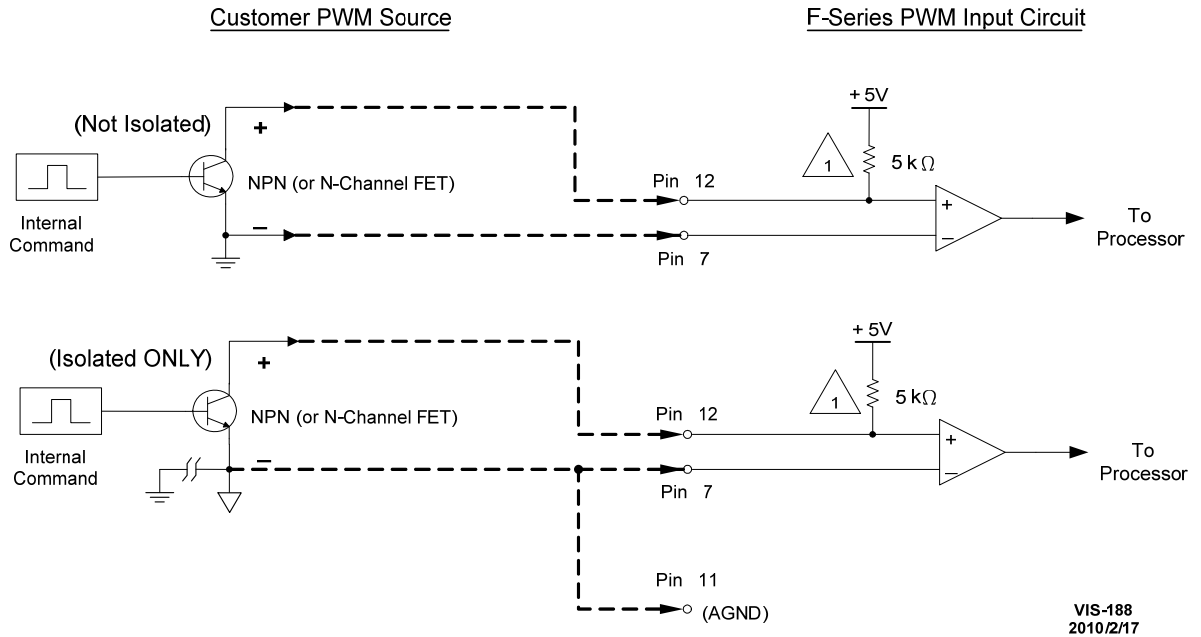 Customer PWM Source
F-Series PWM Input Circuit
+ 5V
(Not Isolated)
+
1
5 kΩ
NPN (or N-Channel FET)
Pin 12
+
Internal
Command
−
−
To
Processor
Pin 7
+ 5V
(Isolated ONLY)
+
1
5 kΩ
NPN (or N-Channel FET)
Pin 12
+
Internal
Command
−
−
To
Processor
Pin 7
Pin 11
(AGND)
VIS-188
2010/2/17